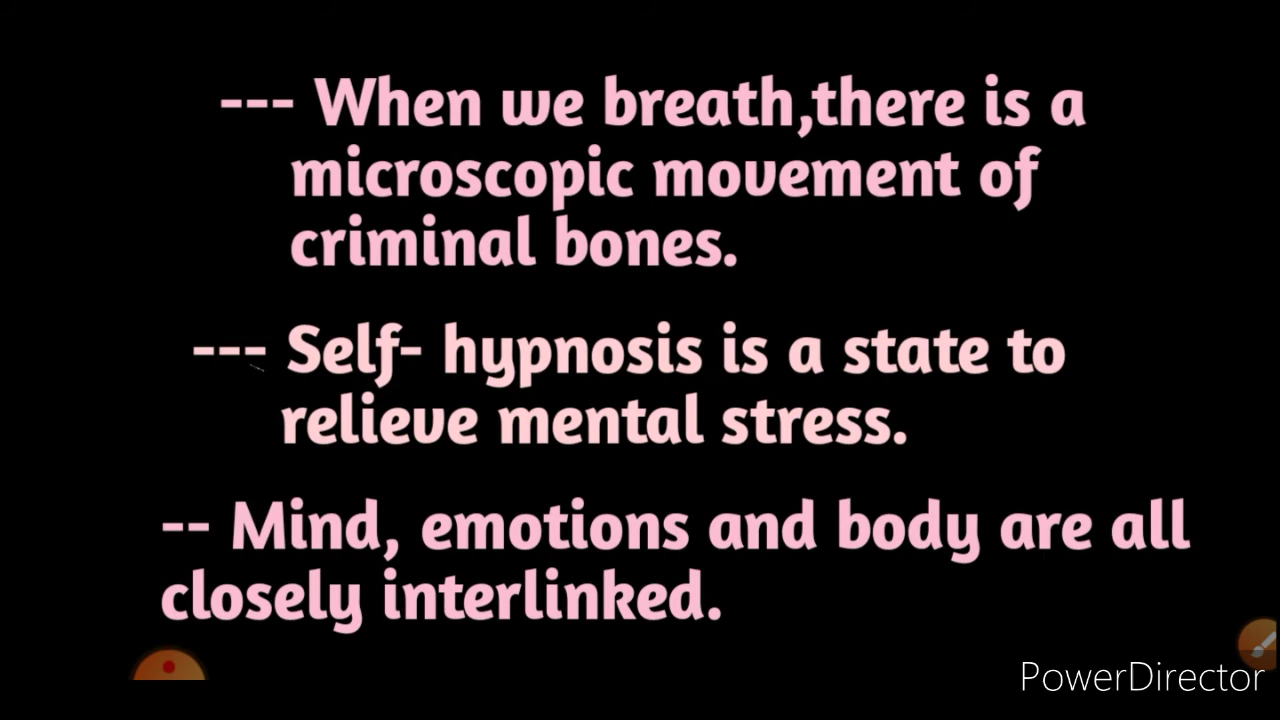 --- When we breath,there is a
microscopic movement of
criminal bones.
--- Self- hypnosis is a state to
relieve mental stress.
-- Mind, emotions and body are all
closely interlinked.
PowerDirector